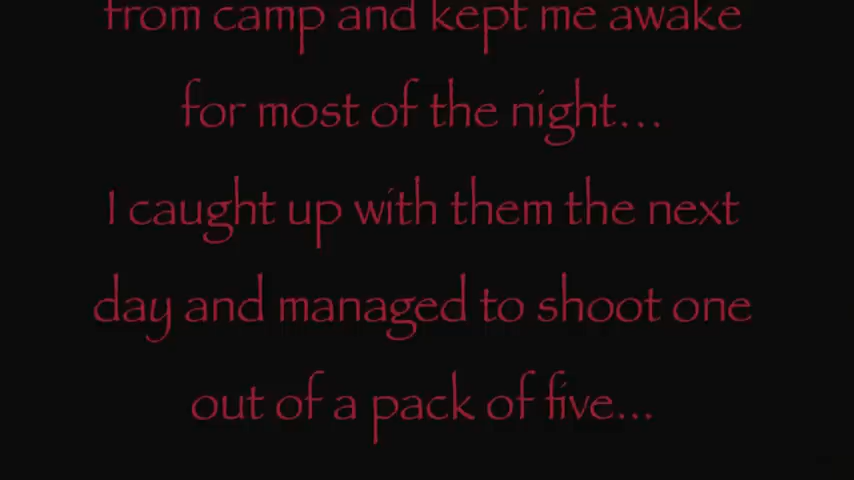 from camp and kept me awake
for most of the night...
I caught up with them the next
day and managed to shoot one
out of a pack of five...